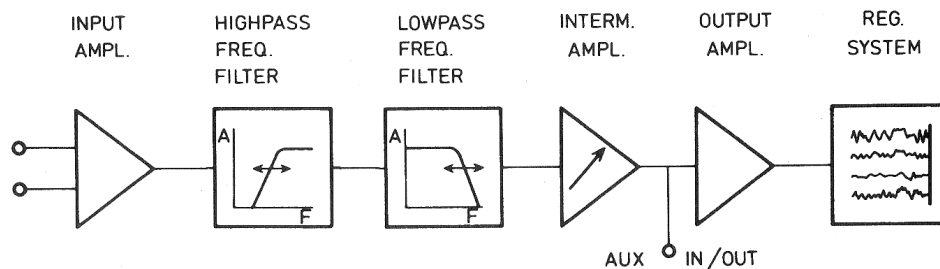 INPUT
AMPL.
HIGHPASS
FREQ.
FILTER
LOWPASS
FREQ.
FILTER
INTERM.
AMPL.
OUTPUT
AMPL.
REG.
SYSTEM
A
F
A
F
AUX IN/OUT